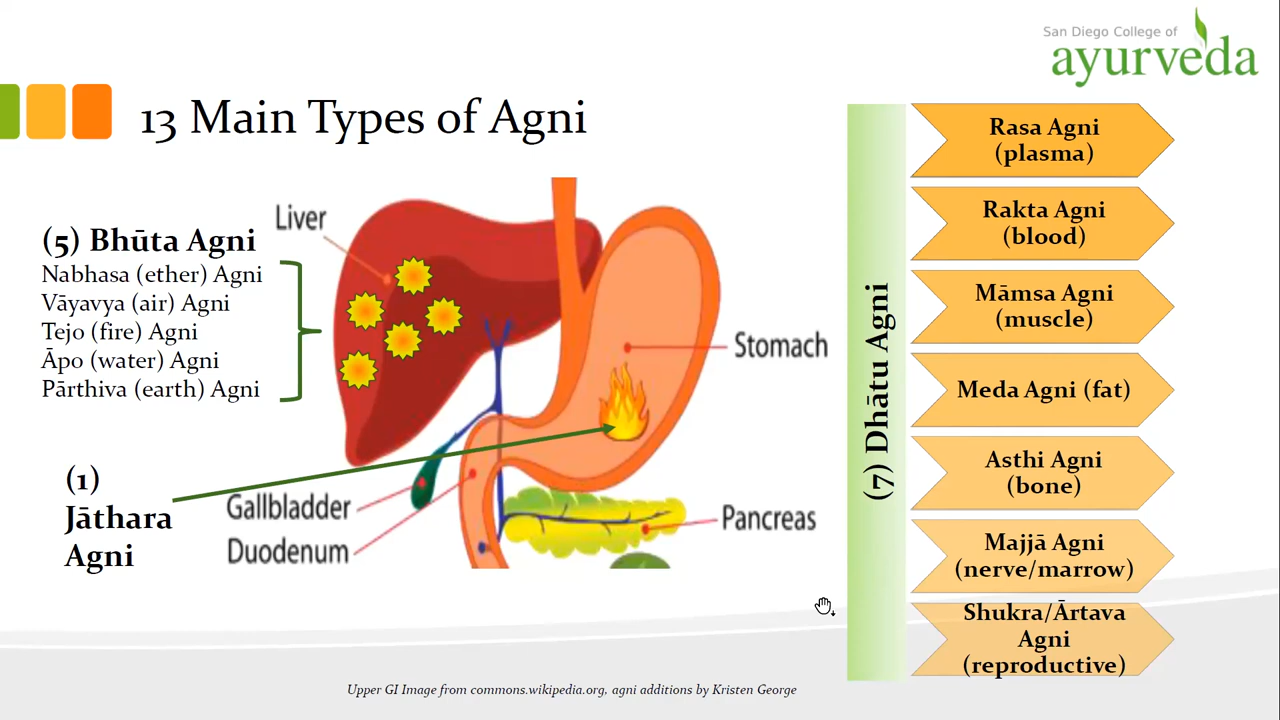 San Diego College of
ayurveda
13 Main Types of Agni
(5) Bhūta Agni
Nabhasa (ether) Agni
Vāyavya (air) Agni
Tejo (fire) Agni
Āpo (water) Agni
Pārthiva (earth) Agni
(1)
Jāthara
Agni
Liver
Stomach
Gallbladder
Duodenum
Pancreas
(7) Dhātu Agni
Rasa Agni
(plasma)
Rakta Agni
(blood)
Māmsa Agni
(muscle)
Meda Agni (fat)
Asthi Agni
(bone)
Majjā Agni
(nerve/marrow)
Shukra/Ārtava
Agni
(reproductive)
Upper GI Image from commons.wikipedia.org, agni additions by Kristen George